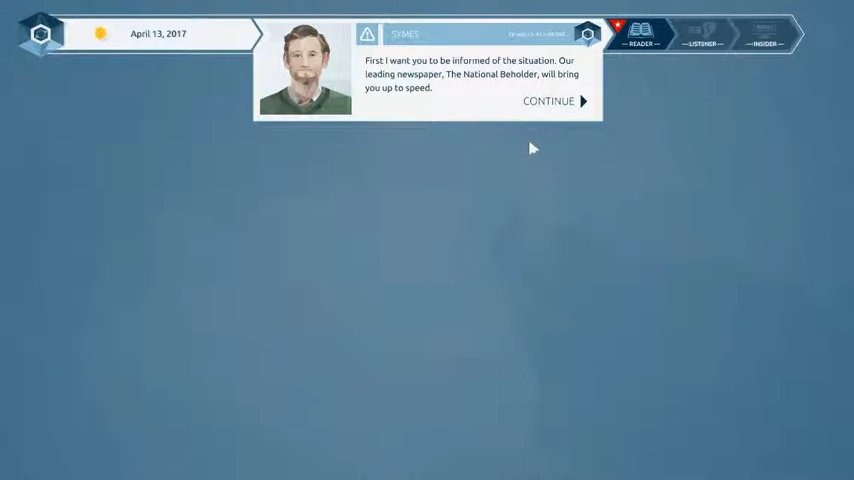 April 13, 2017
SYMES
First I want you to be informed of the situation. Our
leading newspaper, The National Beholder, will bring
you up to speed.
CONTINUE
READER
LISTENER
INSIDER